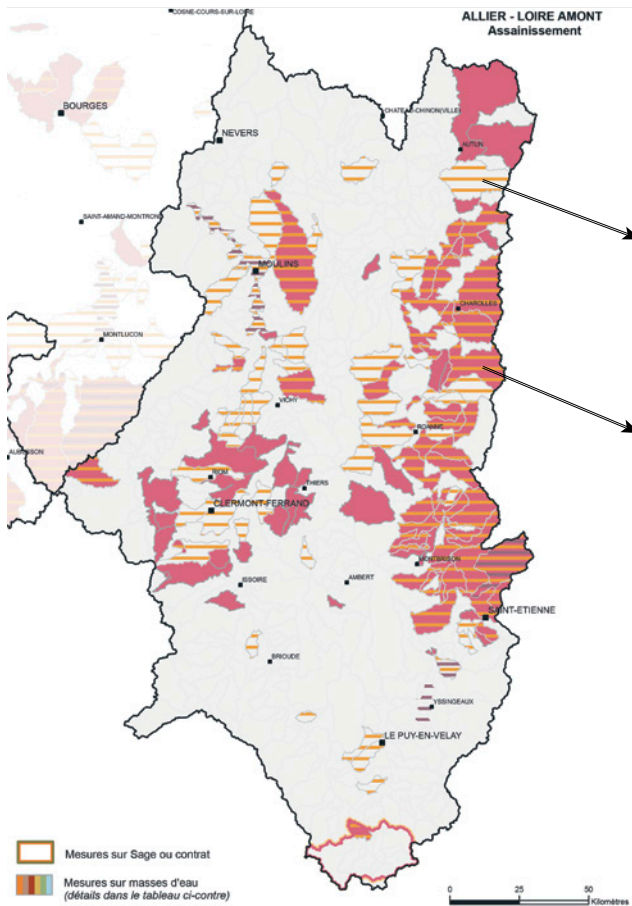 ALLIER - LOIRE AMONT
Assainissement
COSNE-COURS-SUR-LOIRE
BOURGES
CHATEAU-CHINON(VILLE)
NEVERS
AUTUN
SAINT-AMAND-MONTROND
MOULINS
CHAROLLES
MONTLUCON
VICHY
ROANNE
AUBUSSON
RIOM
THIERS
CLERMONT-FERRAND
MONTBRISON
ISSOIRE
AMBERT
SAINT-ETIENNE
BRIOUDE
YSSINGEAUX
LE PUY-EN-VELAY
Mesures sur Sage ou contrat
Mesures sur masses d'eau
(détails dans le tableau ci-contre)
0 25 50
Kilomètres